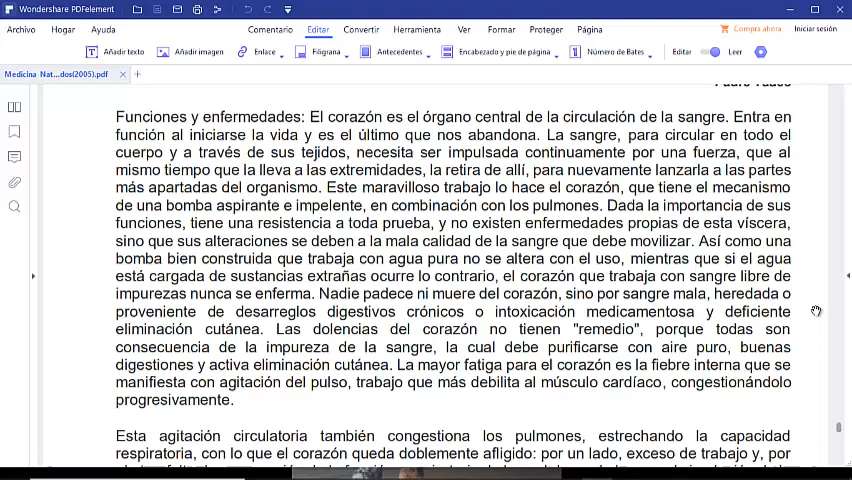 Wondershare PDFelement
Archivo Hogar Ayuda Comentario Editar Convertir Herramienta Ver Formar Proteger Página Compra ahora Iniciar sesión
Añadir texto Añadir imagen Enlace Filigrana Antecedentes Encabezado y pie de página Número de Bates Editar Leer
Medicina Nat...dos(2005).pdf
Funciones y enfermedades: El corazón es el órgano central de la circulación de la sangre. Entra en
función al iniciarse la vida y es el último que nos abandona. La sangre, para circular en todo el
cuerpo y a través de sus tejidos, necesita ser impulsada continuamente por una fuerza, que al
mismo tiempo que la lleva a las extremidades, la retira de allí, para nuevamente lanzarla a las partes
más apartadas del organismo. Este maravilloso trabajo lo hace el corazón, que tiene el mecanismo
de una bomba aspirante e impelente, en combinación con los pulmones. Dada la importancia de sus
funciones, tiene una resistencia a toda prueba, y no existen enfermedades propias de esta víscera,
sino que sus alteraciones se deben a la mala calidad de la sangre que debe movilizar. Así como una
bomba bien construida que trabaja con agua pura no se altera con el uso, mientras que si el agua
está cargada de sustancias extrañas ocurre lo contrario, el corazón que trabaja con sangre libre de
impurezas nunca se enferma. Nadie padece ni muere del corazón, sino por sangre mala, heredada o
proveniente de desarreglos digestivos crónicos o intoxicación medicamentosa y deficiente
eliminación cutánea. Las dolencias del corazón no tienen "remedio", porque todas son
consecuencia de la impureza de la sangre, la cual debe purificarse con aire puro, buenas
digestiones y activa eliminación cutánea. La mayor fatiga para el corazón es la fiebre interna que se
manifiesta con agitación del pulso, trabajo que más debilita al músculo cardíaco, congestionándolo
progresivamente.
Esta agitación circulatoria también congestiona los pulmones, estrechando la capacidad
respiratoria, con lo que el corazón queda doblemente afligido: por un lado, exceso de trabajo y, por